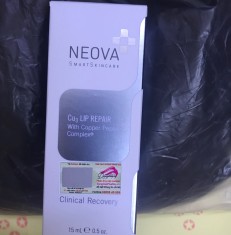 NEOVA
SMARTSKINCARE
Cu3 LIP REPAIR
With Copper Peptide
Complex®
Clinical Recovery
15 mL e 0.5 oz.